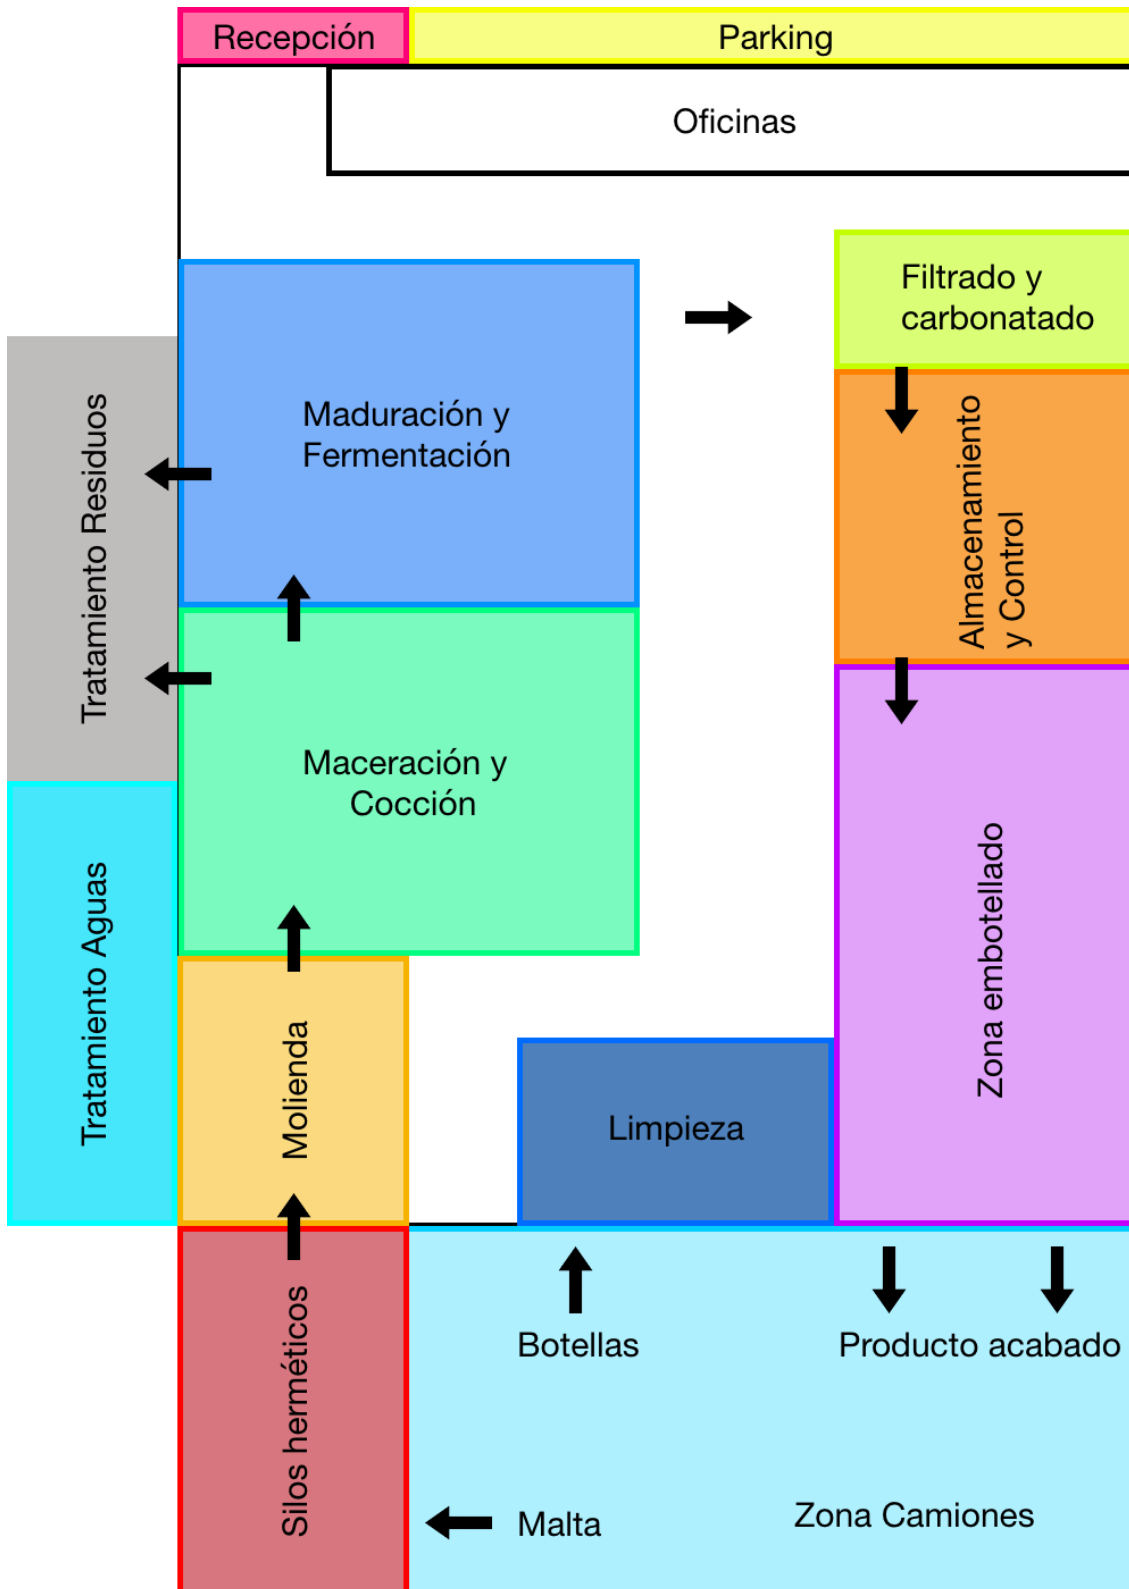 Recepción
Parking
Oficinas
Filtrado y
carbonatado
Maduración y
Fermentación
Tratamiento Residuos
Almacenamiento
y Control
Maceración y
Cocción
Tratamiento Aguas
Molienda
Zona embotellado
Limpieza
Silos herméticos
Botellas
Producto acabado
Malta
Zona Camiones